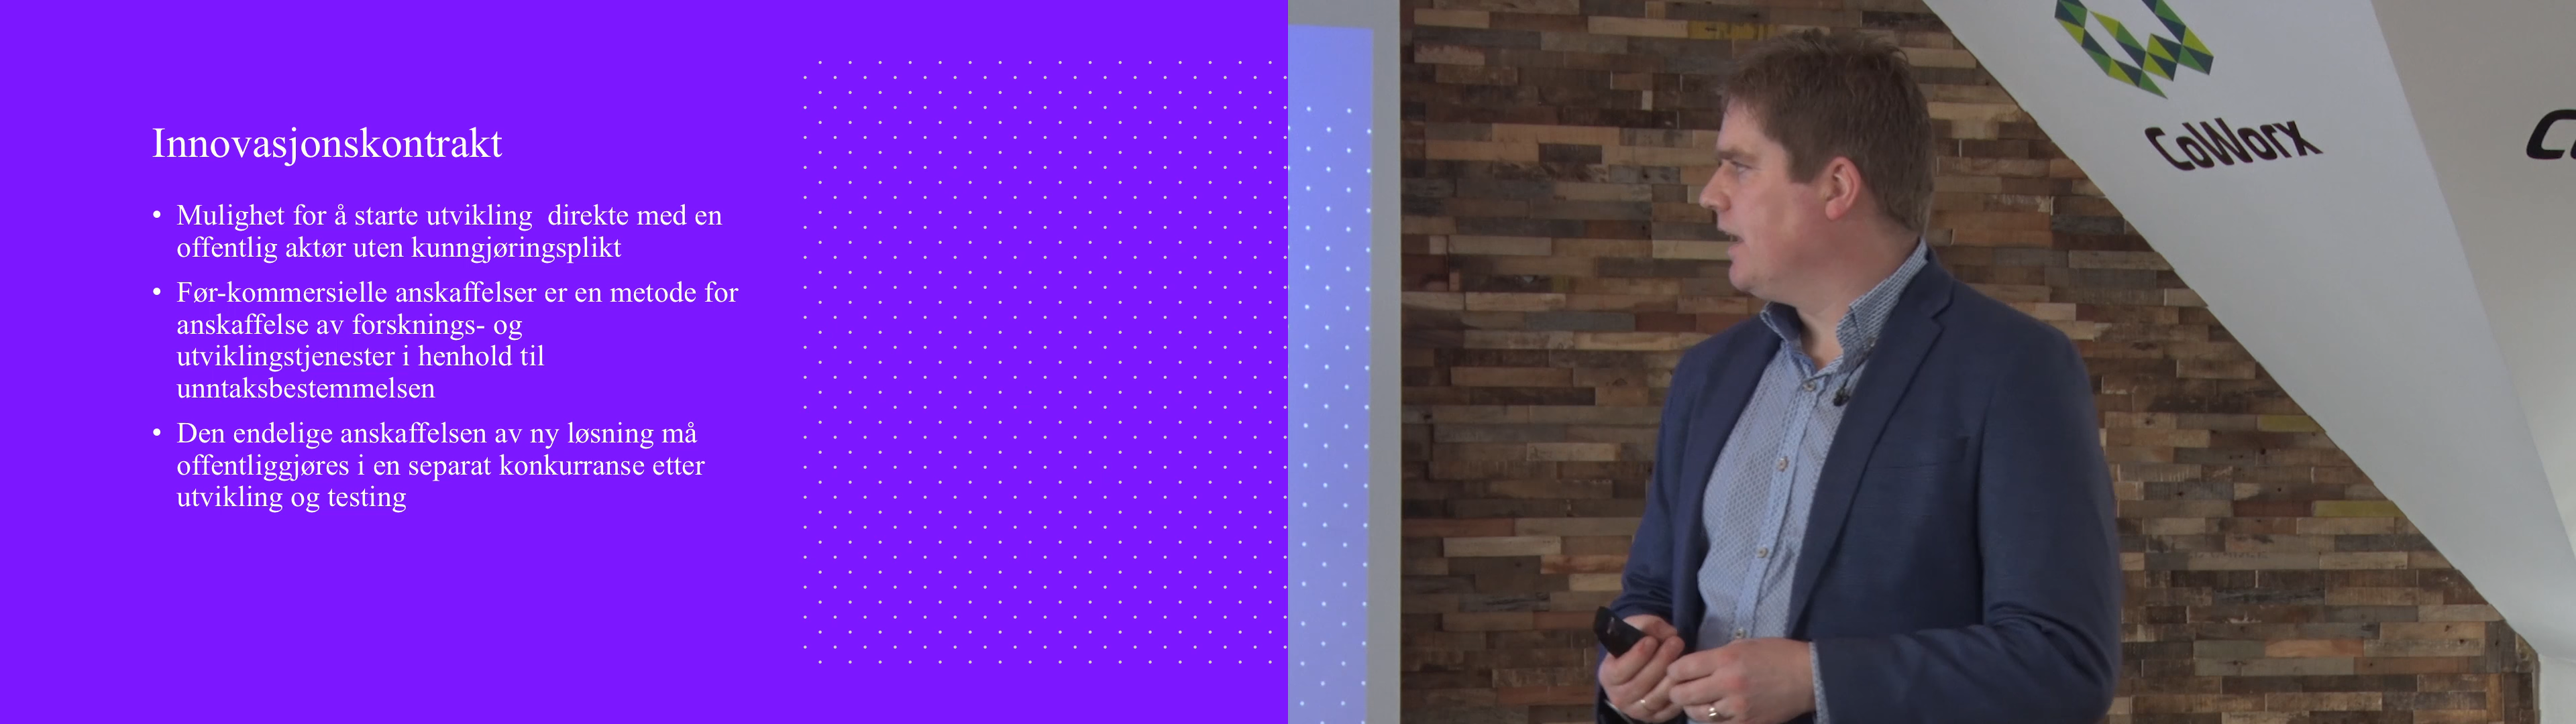 Innovasjonskontrakt
• Mulighet for å starte utvikling  direkte med en
offentlig aktør uten kunngjøringsplikt
• Før-kommersielle anskaffelser er en metode for
anskaffelse av forsknings- og
utviklingstjenester i henhold til
unntaksbestemmelsen
• Den endelige anskaffelsen av ny løsning må
offentliggjøres i en separat konkurranse etter
utvikling og testing
CoWorx